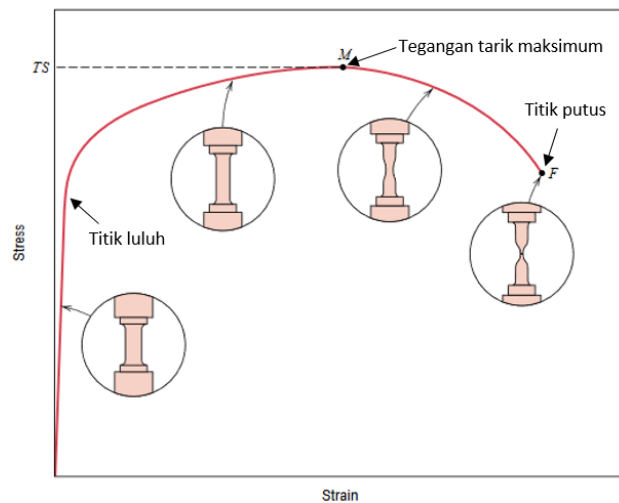 Tegangan tarik maksimum
M
TS
Titik putus
F
Titik luluh
Stress
Strain